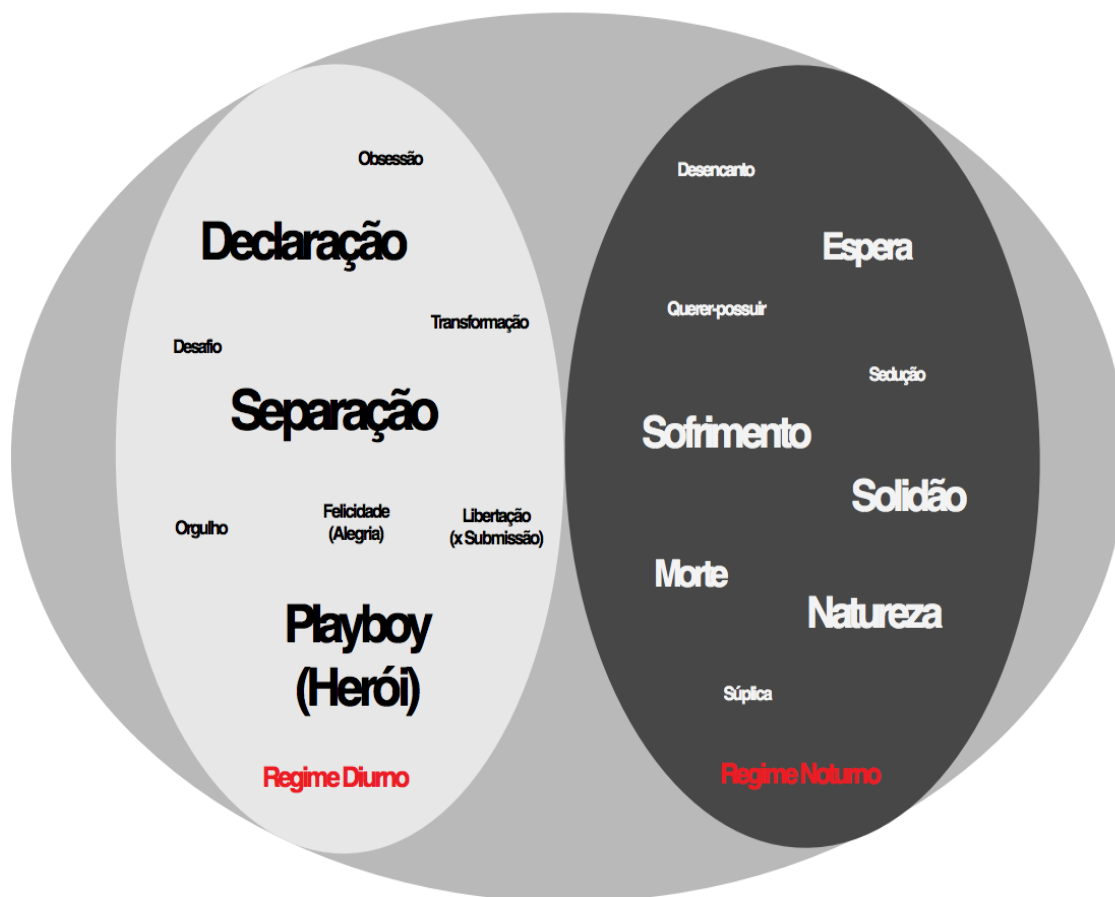 Obsessão
Declaração
Transformação
Desafio
Separação
Orgulho
Felicidade
(Alegria)
Libertação
(x Submissão)
Playboy
(Herói)
Regime Diurno
Desencanto
Espera
Querer-possuir
Sedução
Sofrimento
Solidão
Morte
Natureza
Súplica
Regime Noturno